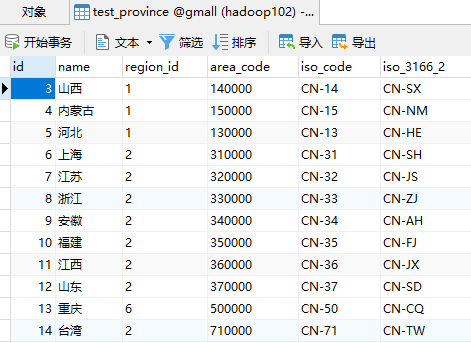 对象 test_province @gmall (hadoop102) -...
开始事务 文本 筛选 排序 导入 导出
id name region_id area_code iso_code iso_3166_2
3 山西 1 140000 CN-14 CN-SX
4 内蒙古 1 150000 CN-15 CN-NM
5 河北 1 130000 CN-13 CN-HE
6 上海 2 310000 CN-31 CN-SH
7 江苏 2 320000 CN-32 CN-JS
8 浙江 2 330000 CN-33 CN-ZJ
9 安徽 2 340000 CN-34 CN-AH
10 福建 2 350000 CN-35 CN-FJ
11 江西 2 360000 CN-36 CN-JX
12 山东 2 370000 CN-37 CN-SD
13 重庆 6 500000 CN-50 CN-CQ
14 台湾 2 710000 CN-71 CN-TW